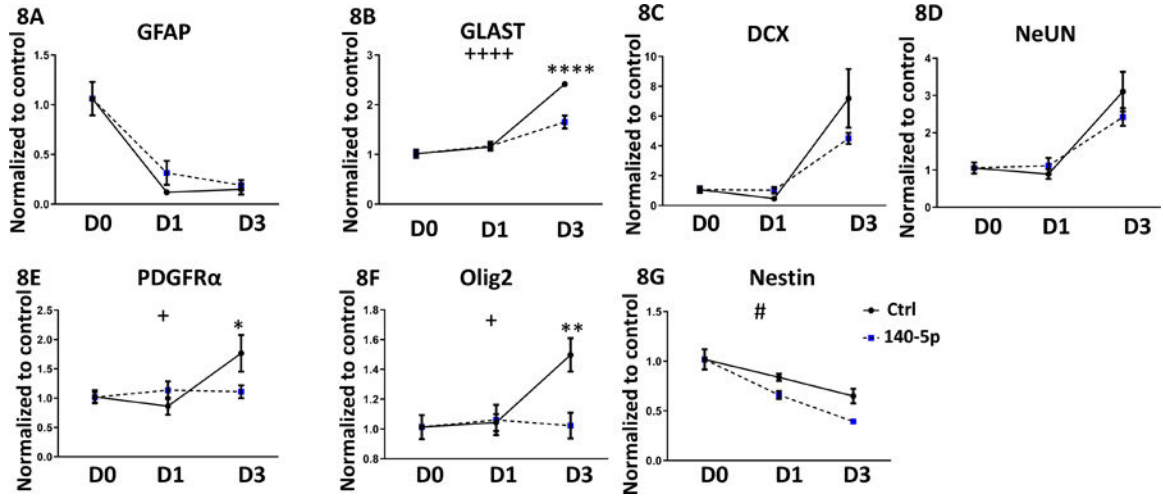 8A
GFAP
Normalized to control
1.5
1.0
0.5
0.0
D0 D1 D3
8B
GLAST
++++
****
Normalized to control
3
2
1
0
D0 D1 D3
8C
DCX
Normalized to control
10
8
6
4
2
0
D0 D1 D3
8D
NeUN
Normalized to control
4
3
2
1
0
D0 D1 D3
8E
PDGFRα
+
*
Normalized to control
2.5
2.0
1.5
1.0
0.5
0.0
D0 D1 D3
8F
Olig2
+
**
Normalized to control
1.8
1.6
1.4
1.2
1.0
0.8
D0 D1 D3
8G
Nestin
#
Normalized to control
1.5
1.0
0.5
0.0
D0 D1 D3
Ctrl
140-5p